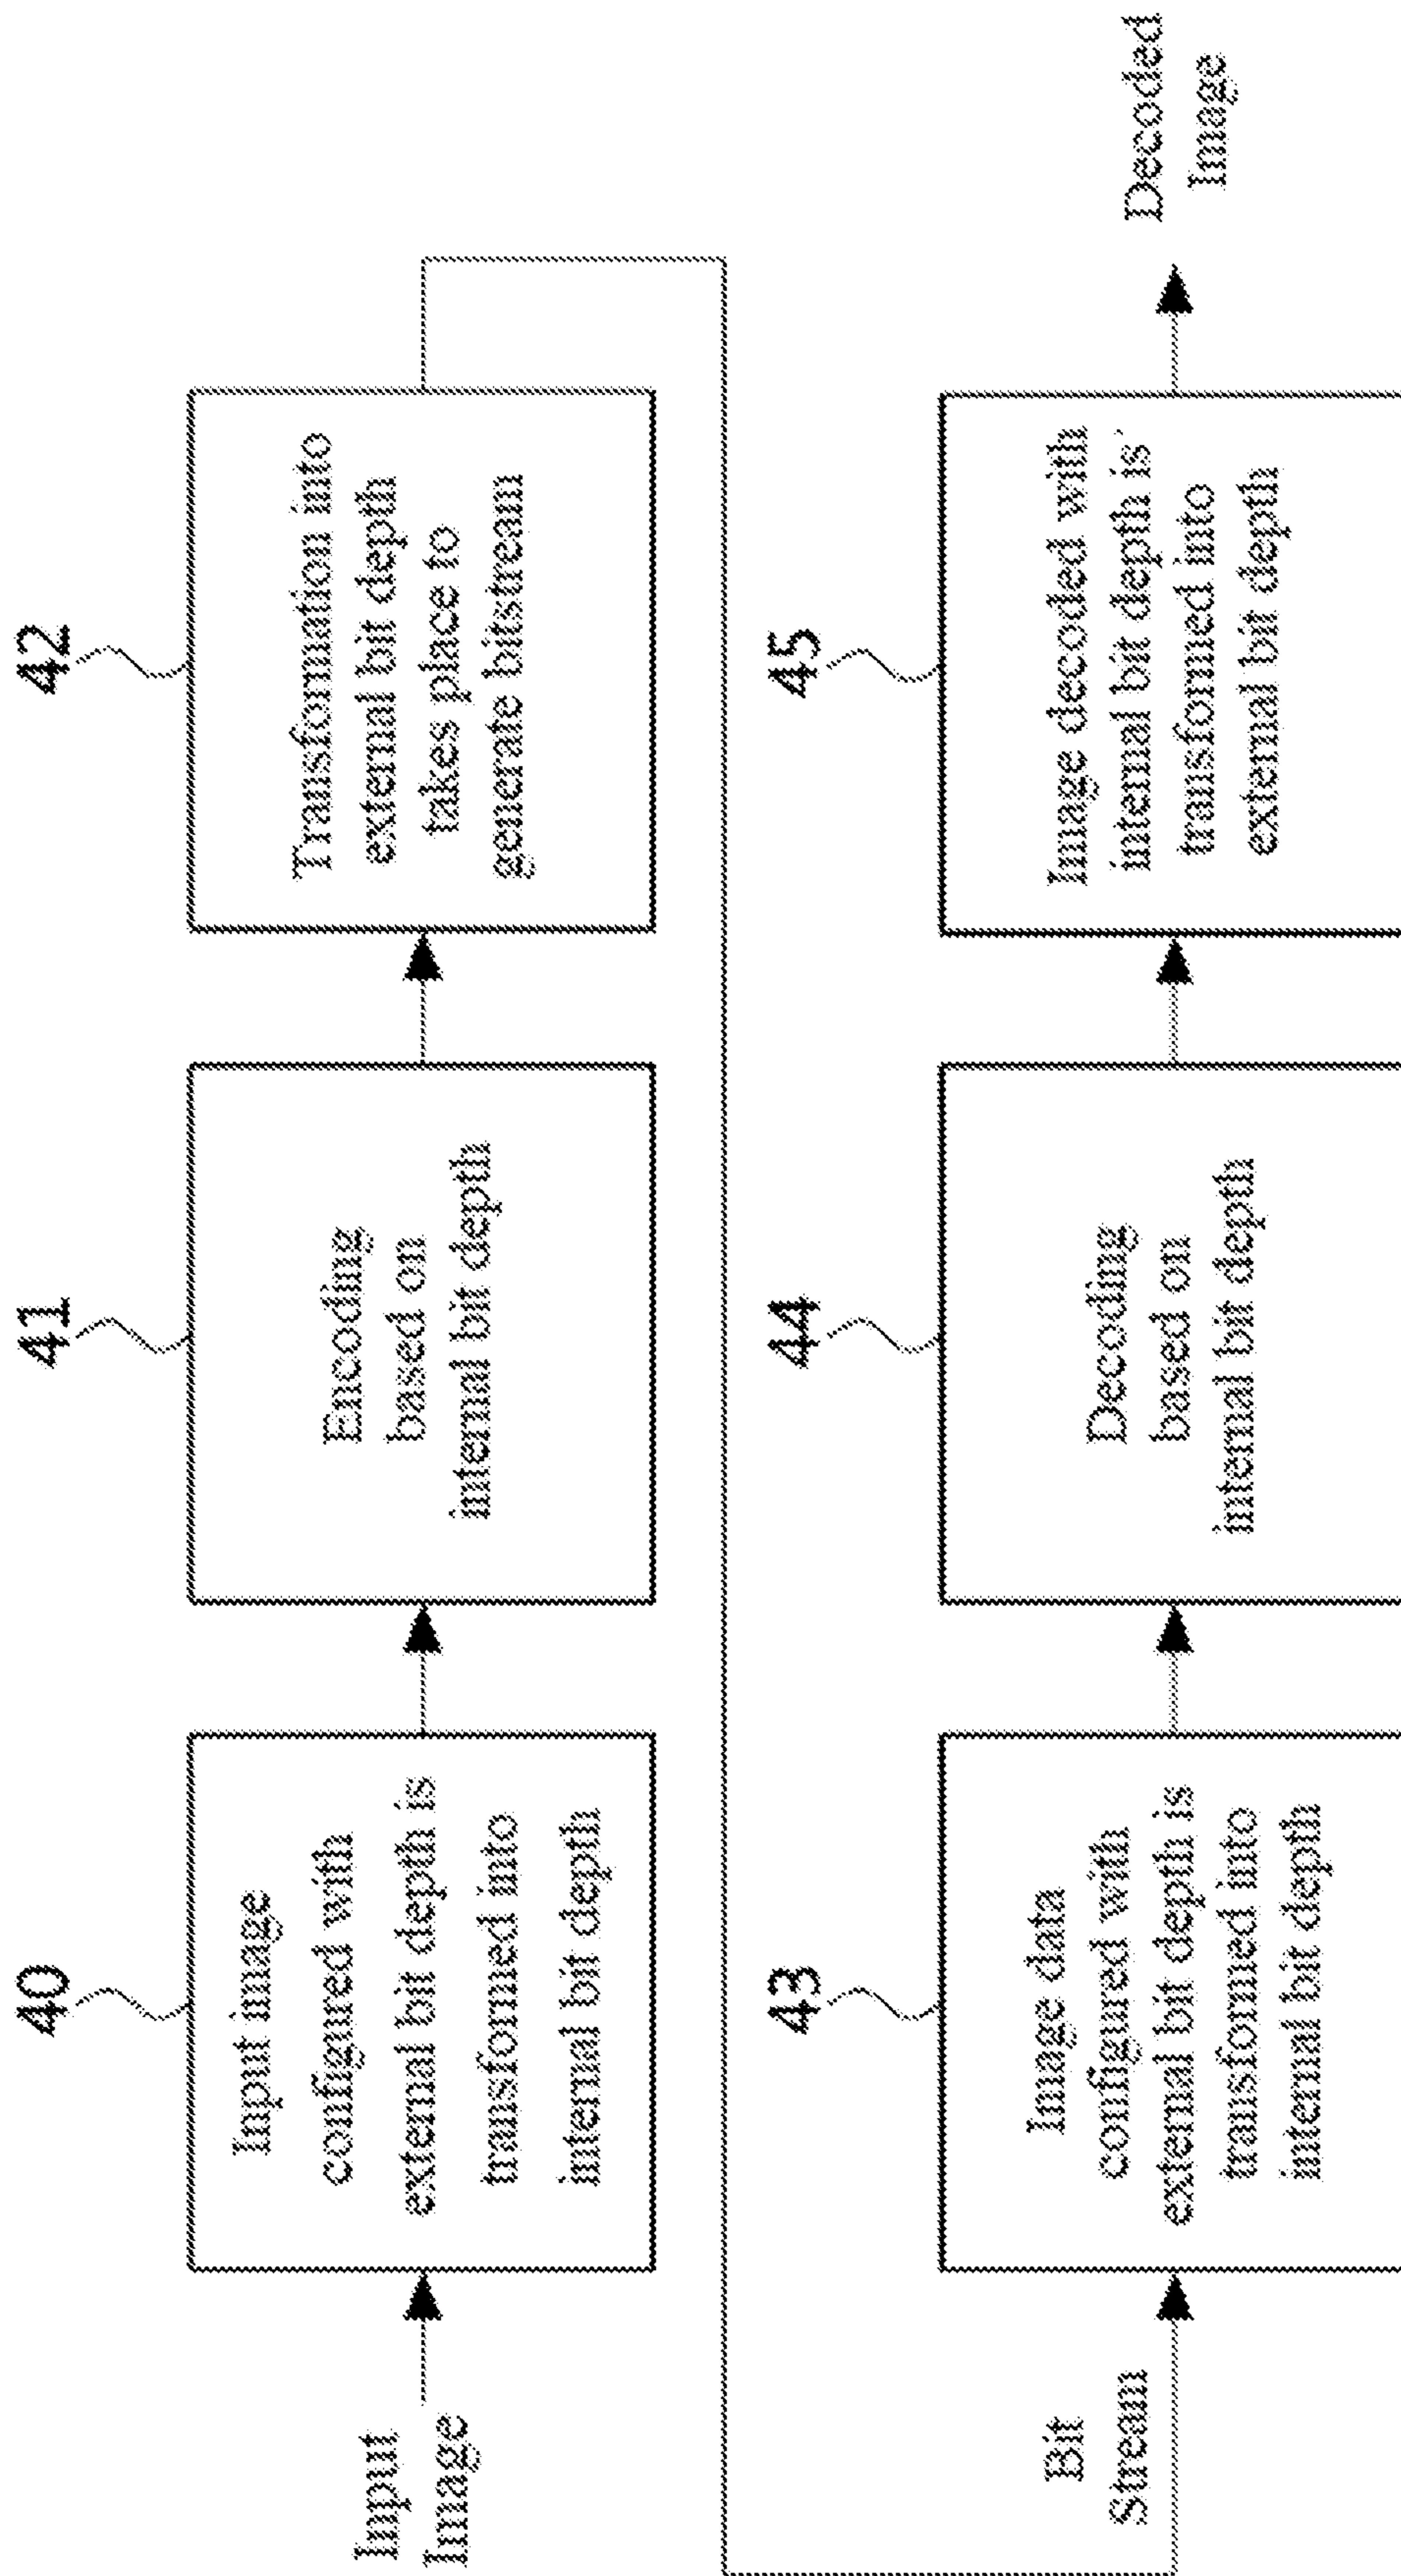 40
41
42
Input
Image
Input image
configured with
external bit depth is
transformed into
internal bit depth
Encoding
based on
internal bit depth
Transformation into
external bit depth
takes place to
generate bitstream
43
44
45
Bit
Stream
Image data
configured with
external bit depth is
transformed into
internal bit depth
Decoding
based on
internal bit depth
Image decoded with
internal bit depth is
transformed into
external bit depth
Decoded
Image